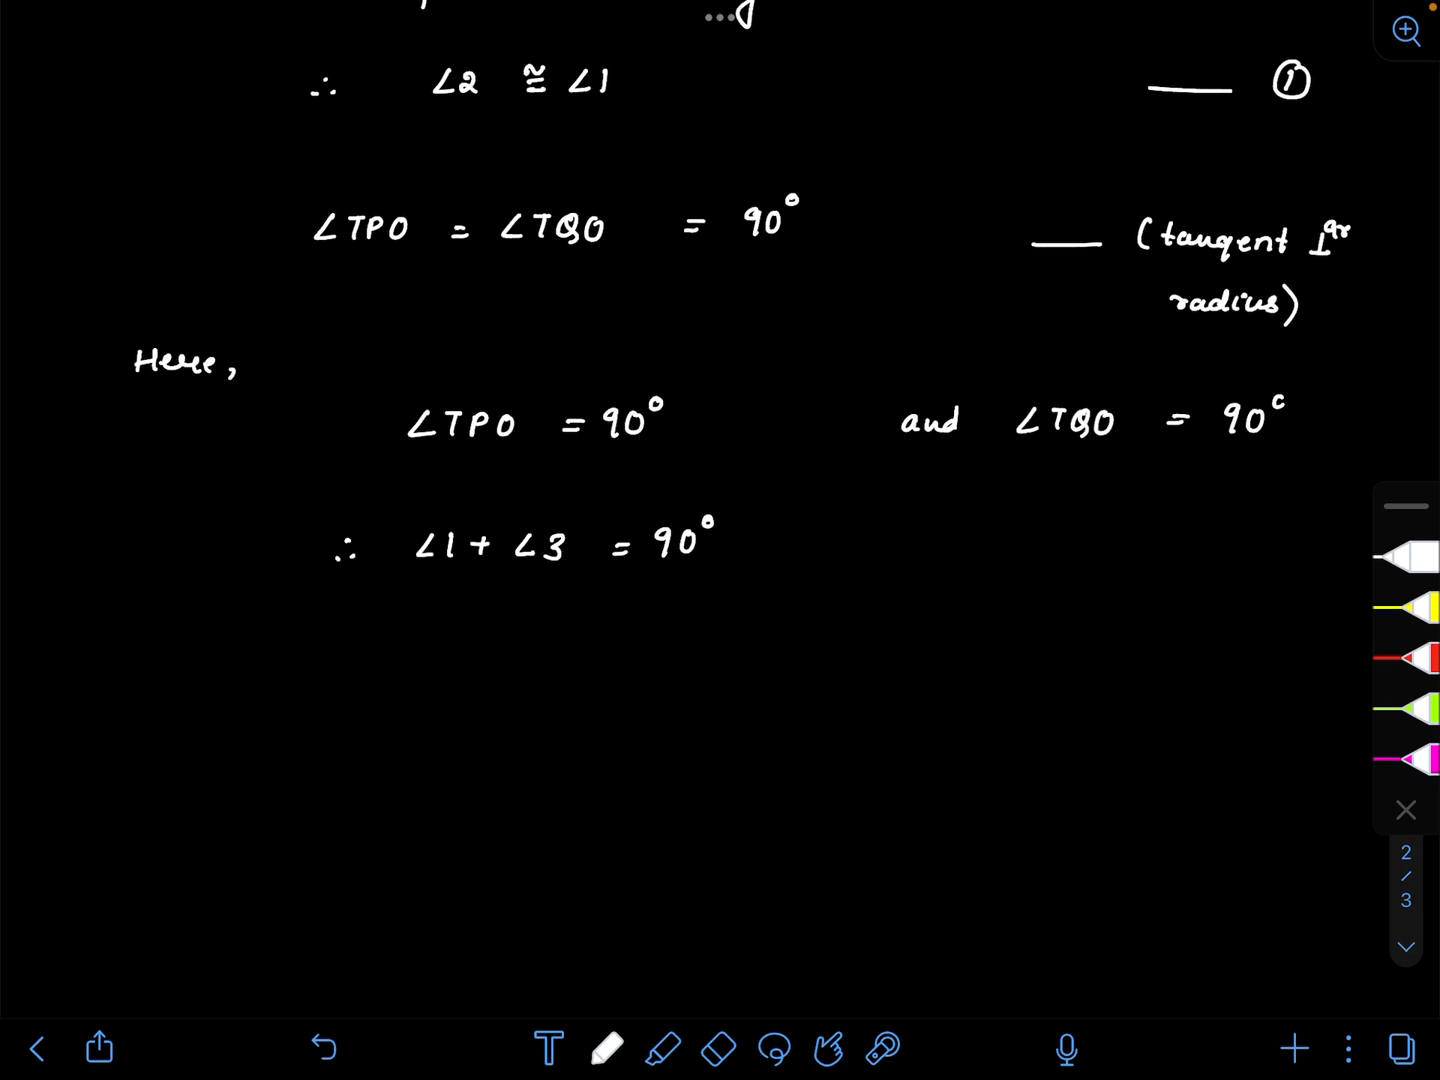 ∴ ∠2 ≅ ∠1 —— ①
∠TPO = ∠TQO = 90° —— (tangent ⊥ar
radius)
Here,
∠TPO = 90° and ∠TQO = 90°
∴ ∠1 + ∠3 = 90°
2
/
3
T